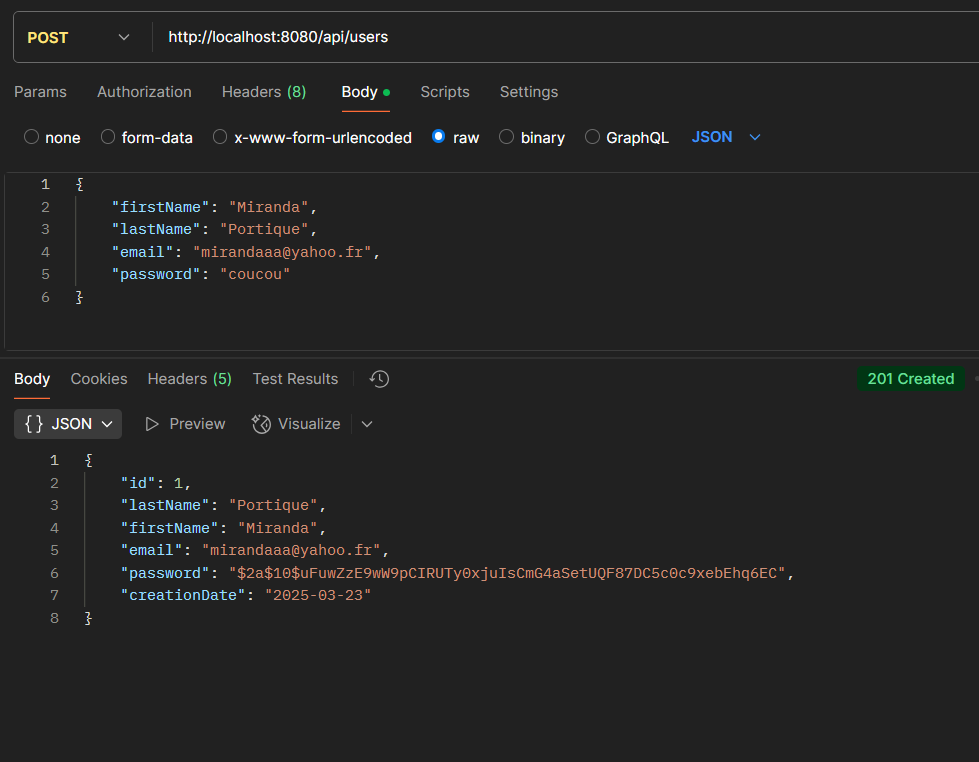 POST http://localhost:8080/api/users
Params Authorization Headers (8) Body Scripts Settings
none form-data x-www-form-urlencoded raw binary GraphQL JSON
1 {
2 "firstName": "Miranda",
3 "lastName": "Portique",
4 "email": "mirandaaa@yahoo.fr",
5 "password": "coucou"
6 }
Body Cookies Headers (5) Test Results 201 Created
{ } JSON Preview Visualize
1 {
2 "id": 1,
3 "lastName": "Portique",
4 "firstName": "Miranda",
5 "email": "mirandaaa@yahoo.fr",
6 "password": "$2a$10$uFuwZzE9wW9pCIRUTy0xjuIsCmG4aSetUQF87DC5c0c9xebEhq6EC",
7 "creationDate": "2025-03-23"
8 }